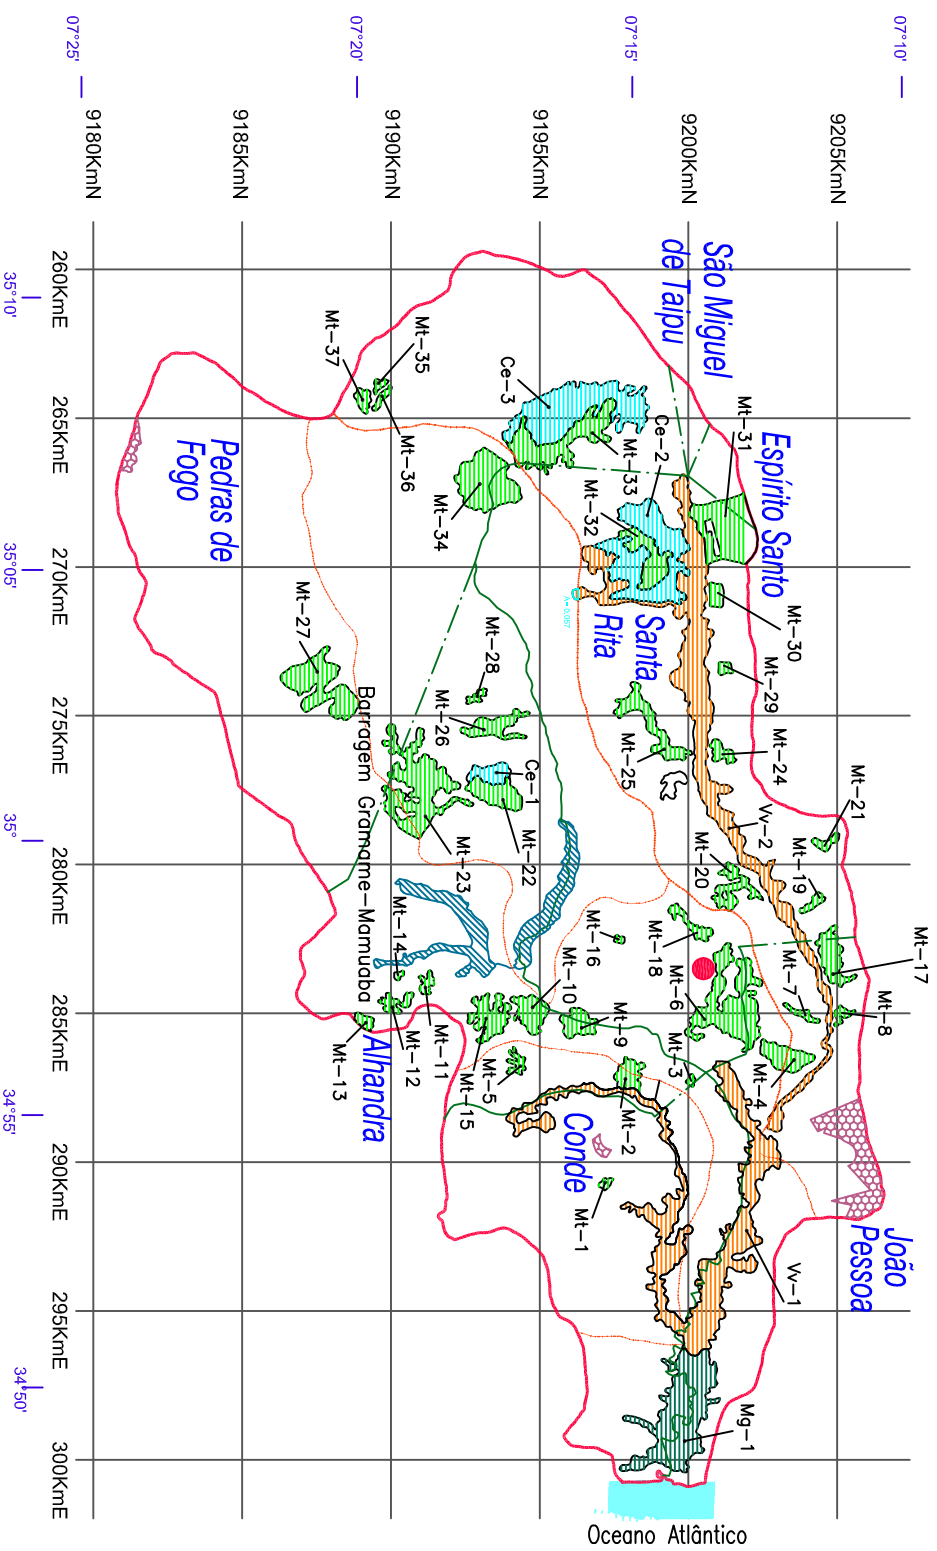 07°25'
07°20'
07°15'
07°10'
9180KmN
9185KmN
9190KmN
9195KmN
9200KmN
9205KmN
260KmE
265KmE
270KmE
275KmE
280KmE
285KmE
290KmE
295KmE
300KmE
35°10'
35°05'
35°
34°55'
34°50'
São Miguel
de Taipu
Espírito Santo
Santa
Rita
Pedras de
Fogo
Alhandra
Conde
João
Pessoa
Barragem Gramame-Mamuaba
Oceano Atlântico
Mt-37
Mt-35
Mt-36
Ce-3
Mt-33
Ce-2
Mt-31
Mt-34
Mt-32
Mt-30
Mt-27
Mt-28
Mt-29
Mt-26
Mt-25
Mt-24
Ce-1
Mt-22
Mt-23
Vv-2
Mt-21
Mt-20
Mt-19
Mt-14
Mt-16
Mt-18
Mt-17
Mt-10
Mt-6
Mt-7
Mt-8
Mt-9
Mt-11
Mt-12
Mt-13
Mt-15
Mt-5
Mt-3
Mt-4
Mt-2
Mt-1
Vv-1
Mg-1